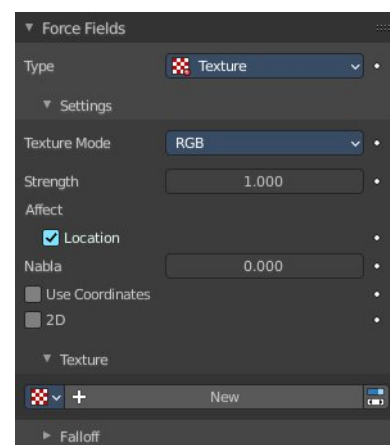 Force Fields
Type Texture
Settings
Texture Mode RGB
Strength 1.000
Affect
Location
Nabla 0.000
Use Coordinates
2D
Texture
New
Falloff